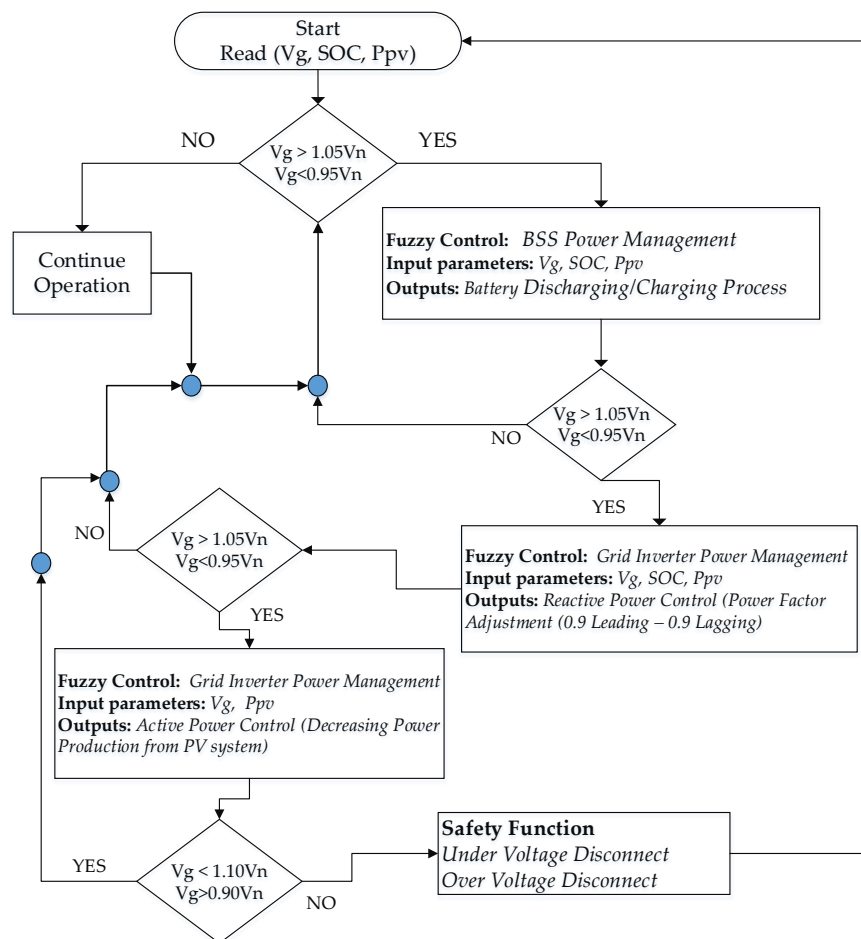 Start
Read (Vg, SOC, Ppv)
NO
YES
Vg > 1.05Vn
Vg<0.95Vn
Continue
Operation
Fuzzy Control: BSS Power Management
Input parameters: Vg, SOC, Ppv
Outputs: Battery Discharging/Charging Process
Vg > 1.05Vn
Vg<0.95Vn
NO
YES
Fuzzy Control: Grid Inverter Power Management
Input parameters: Vg, SOC, Ppv
Outputs: Reactive Power Control (Power Factor
Adjustment (0.9 Leading – 0.9 Lagging)
Vg > 1.05Vn
Vg<0.95Vn
NO
YES
Fuzzy Control: Grid Inverter Power Management
Input parameters: Vg, Ppv
Outputs: Active Power Control (Decreasing Power
Production from PV system)
Vg < 1.10Vn
Vg>0.90Vn
YES
NO
Safety Function
Under Voltage Disconnect
Over Voltage Disconnect